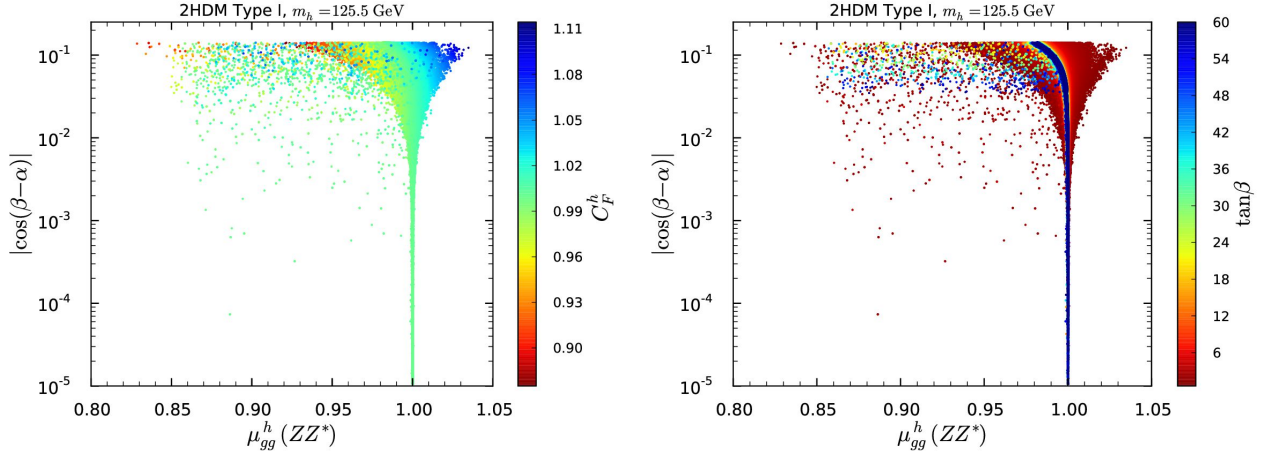 2HDM Type I, m_h = 125.5 GeV
10^{-1}
10^{-2}
10^{-3}
10^{-4}
10^{-5}
|cos(β−α)|
0.80 0.85 0.90 0.95 1.00 1.05
μ^h_{gg}(ZZ*)
1.11
1.08
1.05
1.02
0.99
0.96
0.93
0.90
C^h_F
2HDM Type I, m_h = 125.5 GeV
10^{-1}
10^{-2}
10^{-3}
10^{-4}
10^{-5}
|cos(β−α)|
0.80 0.85 0.90 0.95 1.00 1.05
μ^h_{gg}(ZZ*)
60
54
48
42
36
30
24
18
12
6
tanβ